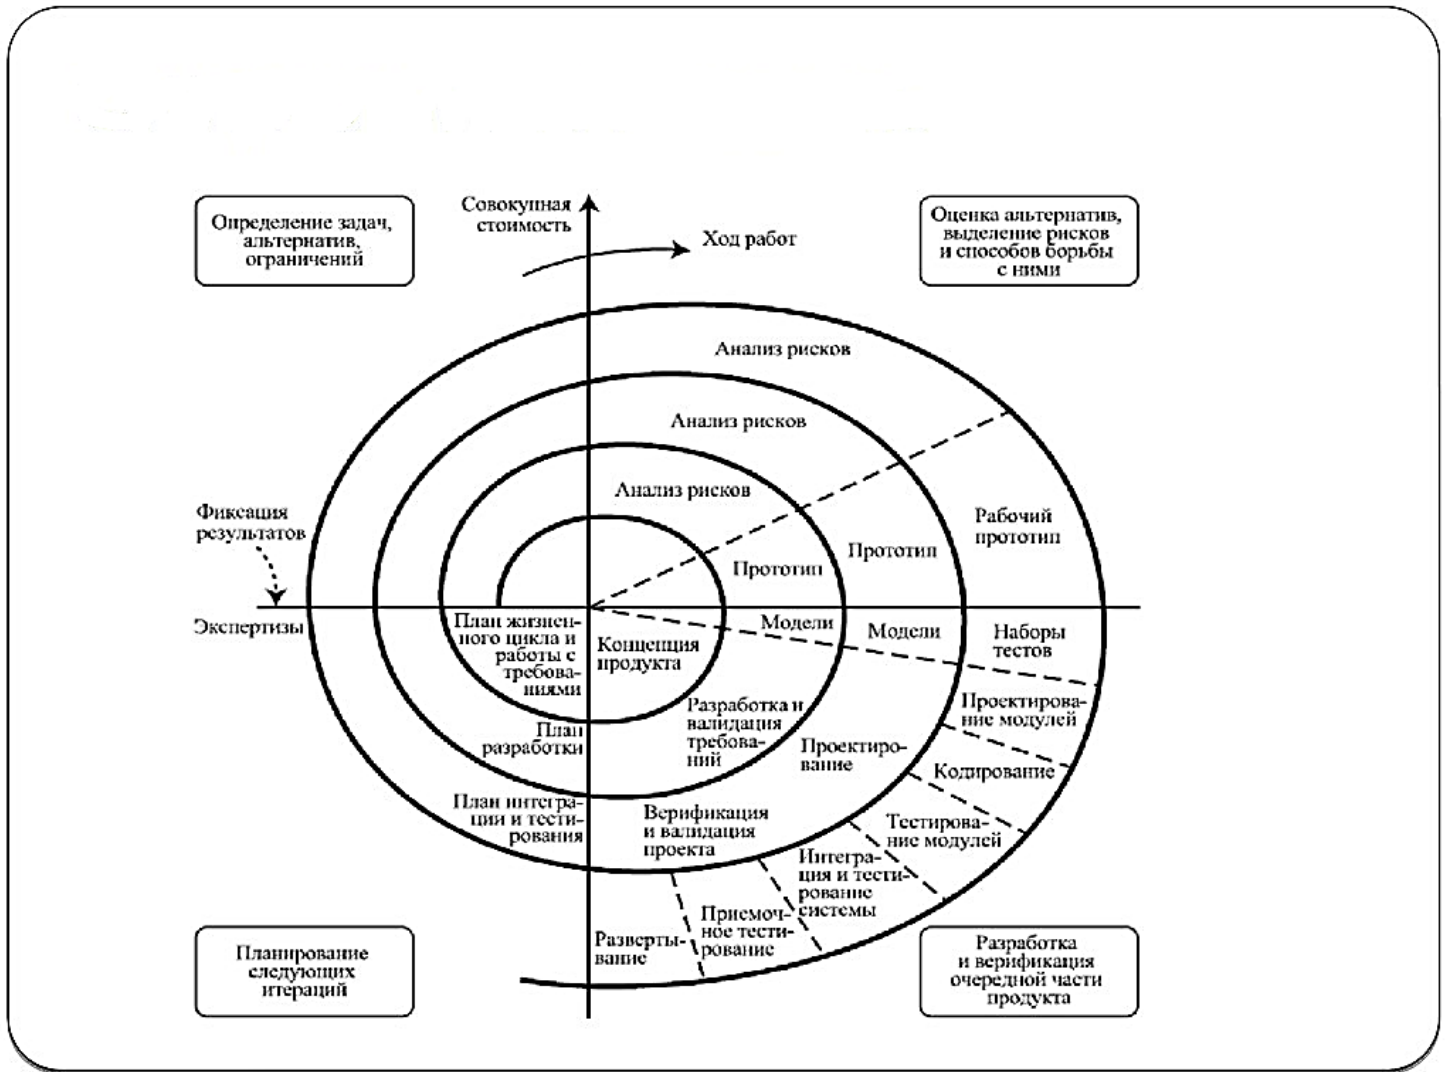 Определение задач,
альтернатив,
ограничений
Совокупная
стоимость
Ход работ
Оценка альтернатив,
выделение рисков
и способов борьбы
с ними
Анализ рисков
Анализ рисков
Анализ рисков
Фиксация
результатов
Рабочий
прототип
Прототип
Прототип
Экспертизы
План жизнен-
ного цикла и
работы с
требова-
ниями
Концепция
продукта
Модели
Модели
Наборы
тестов
План
разработки
Разработка и
валидация
требова-
ний
Проектиро-
вание
Проектирова-
ние модулей
Кодирование
План интегра-
ции и тести-
рования
Верификация
и валидация
проекта
Тестирова-
ние модулей
Интегра-
ция и тести-
рование
системы
Приемоч-
ное тести-
рование
Разверты-
вание
Планирование
следующих
итераций
Разработка
и верификация
очередной части
продукта